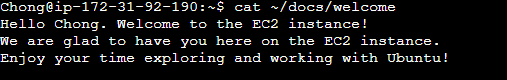 Chong@ip-172-31-92-190:~$ cat ~/docs/welcome
Hello Chong. Welcome to the EC2 instance!
We are glad to have you here on the EC2 instance.
Enjoy your time exploring and working with Ubuntu!